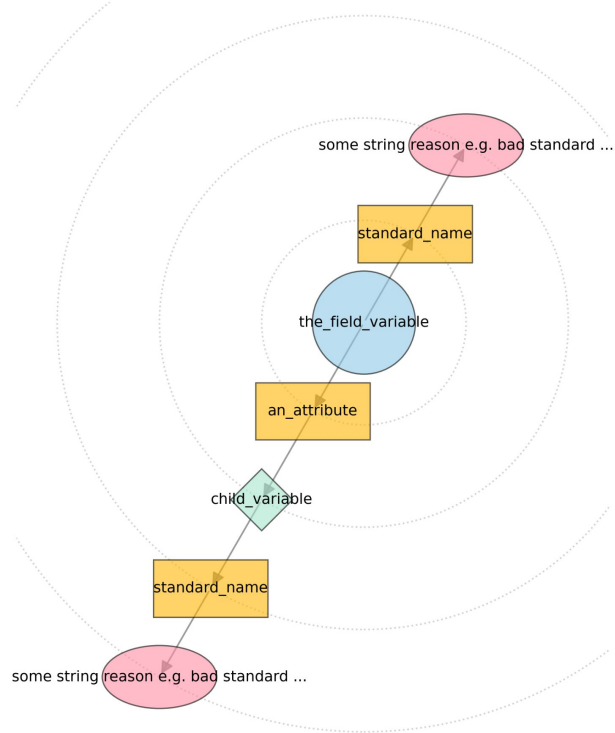 some string reason e.g. bad standard ...
standard_name
the_field_variable
an_attribute
child_variable
standard_name
some string reason e.g. bad standard ...